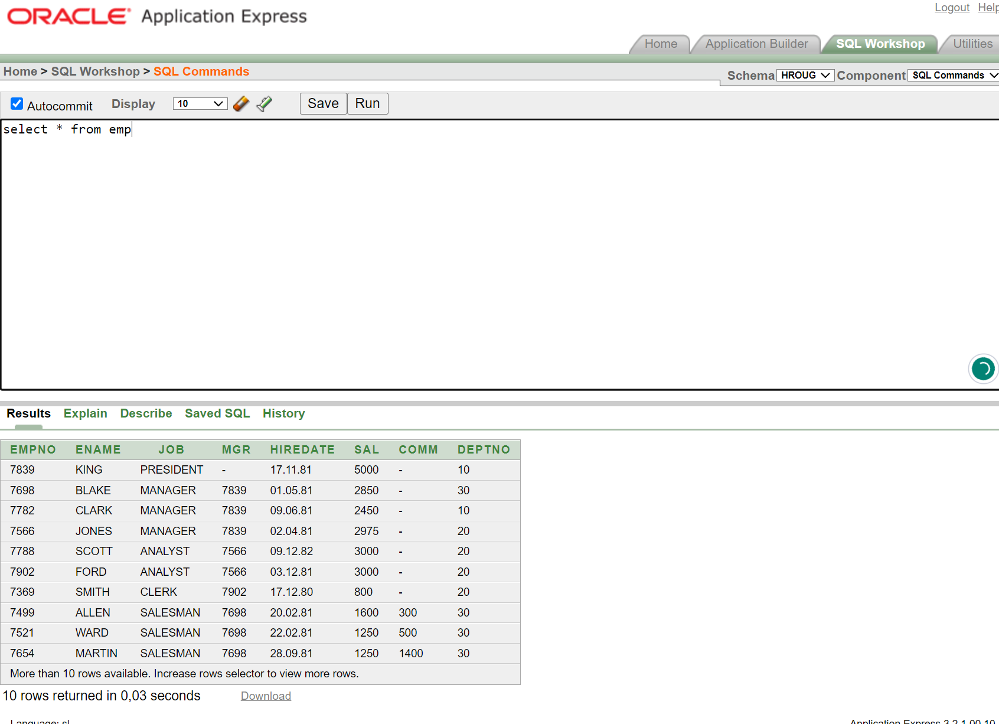 ORACLE Application Express
Logout Help
Home Application Builder SQL Workshop Utilities
Home > SQL Workshop > SQL Commands
Schema HROUG Component SQL Commands
Autocommit Display 10 Save Run
select * from emp
Results Explain Describe Saved SQL History
EMPNO ENAME JOB MGR HIREDATE SAL COMM DEPTNO
7839 KING PRESIDENT - 17.11.81 5000 - 10
7698 BLAKE MANAGER 7839 01.05.81 2850 - 30
7782 CLARK MANAGER 7839 09.06.81 2450 - 10
7566 JONES MANAGER 7839 02.04.81 2975 - 20
7788 SCOTT ANALYST 7566 09.12.82 3000 - 20
7902 FORD ANALYST 7566 03.12.81 3000 - 20
7369 SMITH CLERK 7902 17.12.80 800 - 20
7499 ALLEN SALESMAN 7698 20.02.81 1600 300 30
7521 WARD SALESMAN 7698 22.02.81 1250 500 30
7654 MARTIN SALESMAN 7698 28.09.81 1250 1400 30
More than 10 rows available. Increase rows selector to view more rows.
10 rows returned in 0,03 seconds Download
Language: sl Application Express 3.2.1.00.10